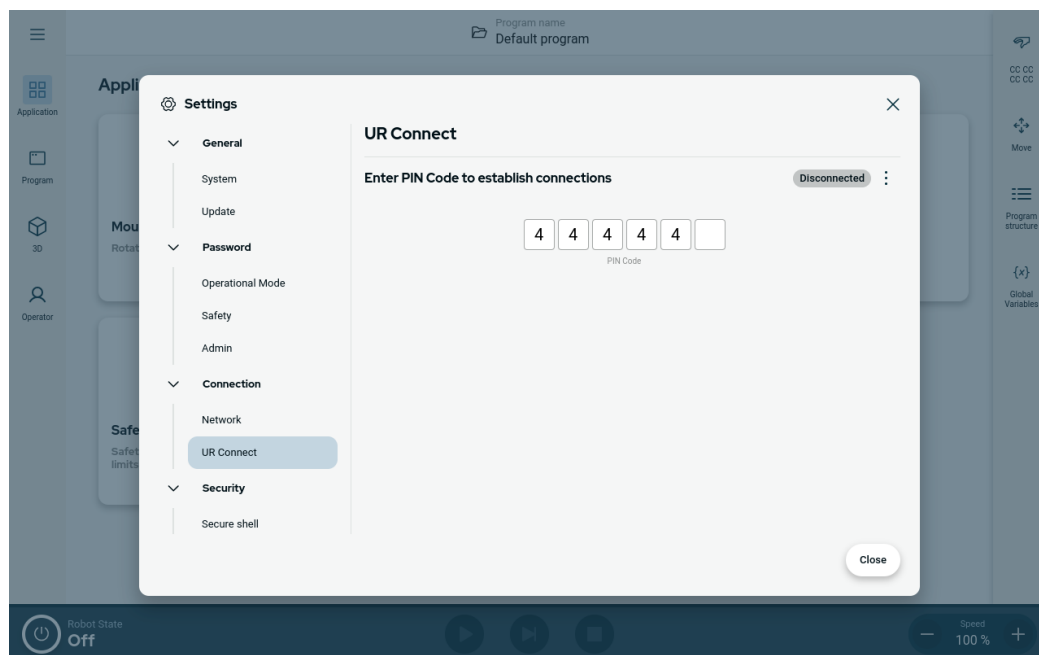 Program name
Default program
Application
Program
3D
Operator
Appli
Mou
Rotat
Safe
Safet
limits
Settings
General
System
Update
Password
Operational Mode
Safety
Admin
Connection
Network
UR Connect
Security
Secure shell
UR Connect
Enter PIN Code to establish connections
Disconnected
4 4 4 4 4
PIN Code
Close
CC CC
CC CC
Move
Program
structure
{x}
Global
Variables
Robot State
Off
Speed
100 %